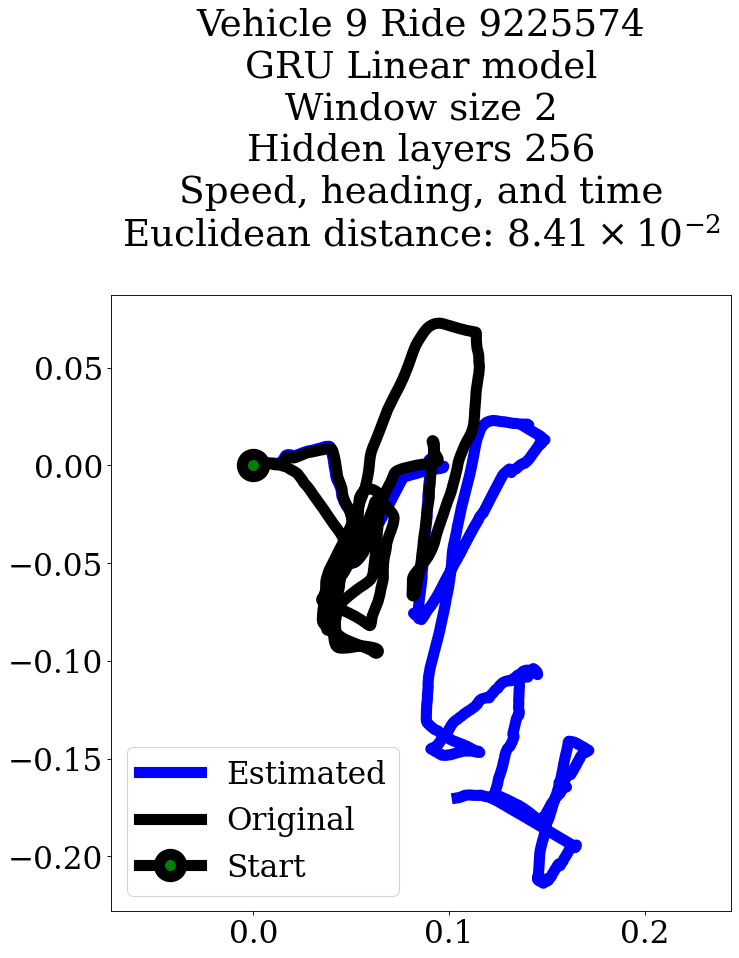 Vehicle 9 Ride 9225574
GRU Linear model
Window size 2
Hidden layers 256
Speed, heading, and time
Euclidean distance: 8.41 × 10⁻²
0.05
0.00
−0.05
−0.10
−0.15
−0.20
Estimated
Original
Start
0.0 0.1 0.2